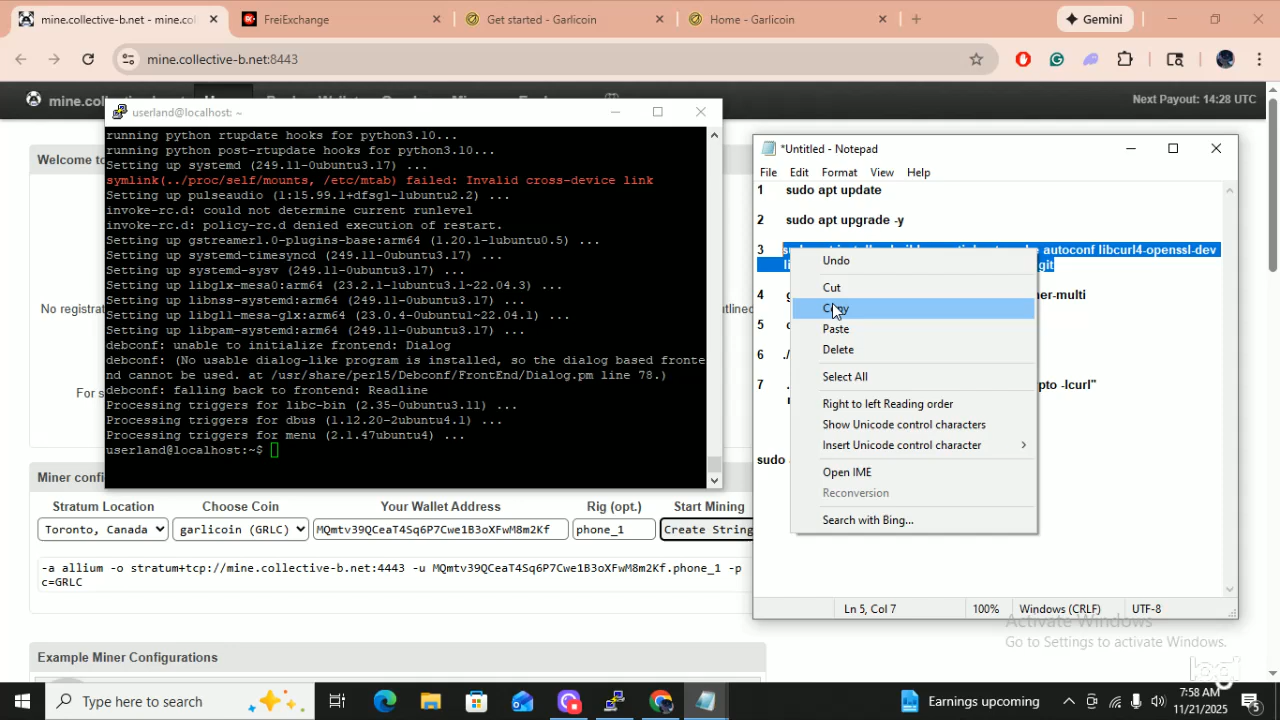 mine.collective-b.net - mine.col
FreiExchange
Get started - Garlicoin
Home - Garlicoin
Gemini
mine.collective-b.net:8443
Next Payout: 14:28 UTC
Welcome to
No registrat
For s
userland@localhost: ~
running python rtupdate hooks for python3.10...
running python post-rtupdate hooks for python3.10...
Setting up systemd (249.11-0ubuntu3.17) ...
symlink(../proc/self/mounts, /etc/mtab) failed: Invalid cross-device link
Setting up pulseaudio (1:15.99.1+dfsg1-1ubuntu2.2) ...
invoke-rc.d: could not determine current runlevel
invoke-rc.d: policy-rc.d denied execution of restart.
Setting up gstreamer1.0-plugins-base:arm64 (1.20.1-1ubuntu0.5) ...
Setting up systemd-timesyncd (249.11-0ubuntu3.17) ...
Setting up systemd-sysv (249.11-0ubuntu3.17) ...
Setting up libglx-mesa0:arm64 (23.2.1-1ubuntu3.1~22.04.3) ...
Setting up libnss-systemd:arm64 (249.11-0ubuntu3.17) ...
Setting up libgl1-mesa-glx:arm64 (23.0.4-0ubuntu1~22.04.1) ...
Setting up libpam-systemd:arm64 (249.11-0ubuntu3.17) ...
debconf: unable to initialize frontend: Dialog
debconf: (No usable dialog-like program is installed, so the dialog based fronte
nd cannot be used. at /usr/share/perl5/Debconf/FrontEnd/Dialog.pm line 78.)
debconf: falling back to frontend: Readline
Processing triggers for libc-bin (2.35-0ubuntu3.11) ...
Processing triggers for dbus (1.12.20-2ubuntu4.1) ...
Processing triggers for menu (2.1.47ubuntu4) ...
userland@localhost:~$
*Untitled - Notepad
File Edit Format View Help
1 sudo apt update
2 sudo apt upgrade -y
3 autoconf libcurl4-openssl-dev
git
4 ner-multi
5
6 ./
7 . pto -lcurl"
sudo
Undo
Cut
Copy
Paste
Delete
Select All
Right to left Reading order
Show Unicode control characters
Insert Unicode control character
Open IME
Reconversion
Search with Bing...
Ln 5, Col 7 100% Windows (CRLF) UTF-8
Miner confi
Stratum Location Choose Coin Your Wallet Address Rig (opt.) Start Mining
Toronto, Canada garlicoin (GRLC) MQmtv39QCeaT4Sq6P7Cwe1B3oXFwM8m2Kf phone_1 Create String
-a allium -o stratum+tcp://mine.collective-b.net:4443 -u MQmtv39QCeaT4Sq6P7Cwe1B3oXFwM8m2Kf.phone_1 -p
c=GRLC
Example Miner Configurations
Activate Windows
Go to Settings to activate Windows.
Type here to search
Earnings upcoming
7:58 AM
11/21/2025
5